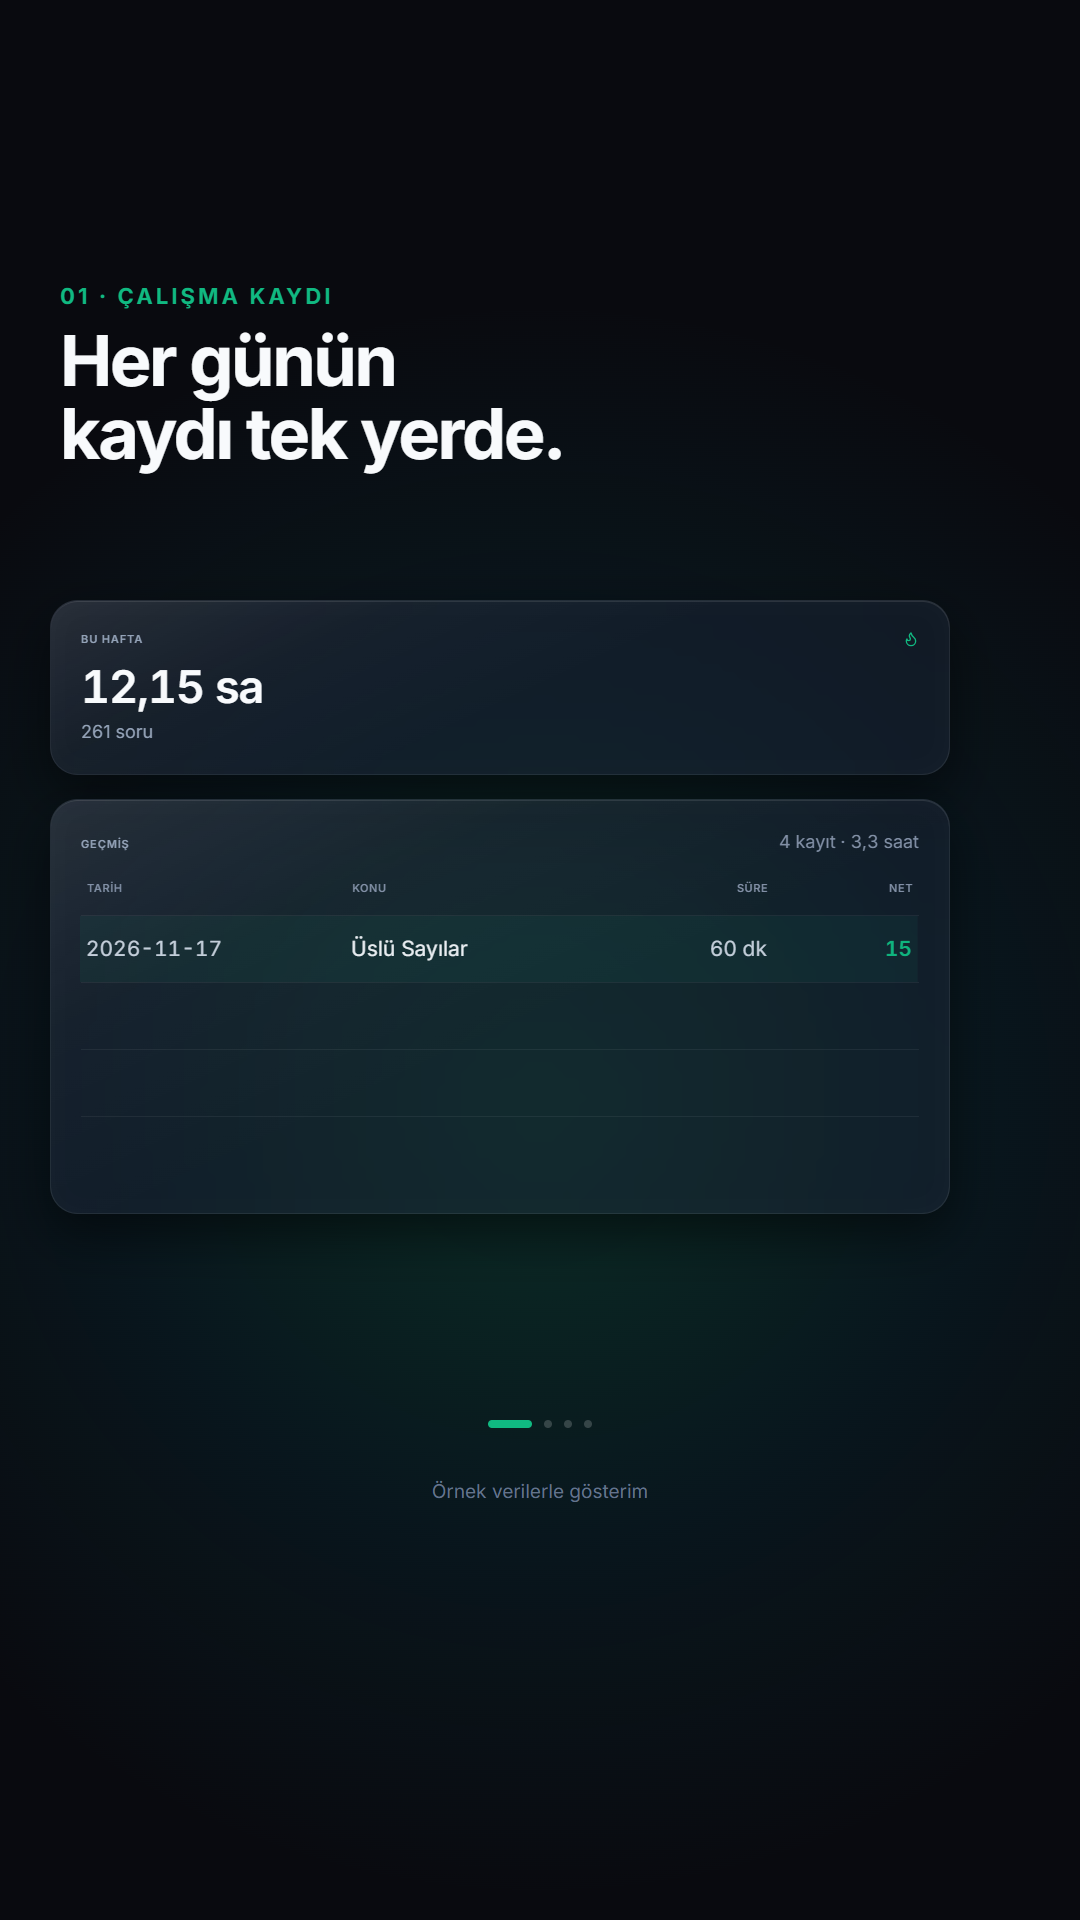 01 · ÇALIŞMA KAYDI
Her günün
kaydı tek yerde.
BU HAFTA
12,15 sa
261 soru
GEÇMİŞ
4 kayıt · 3,3 saat
TARİH KONU SÜRE NET
2026-11-17 Üslü Sayılar 60 dk 15
Örnek verilerle gösterim